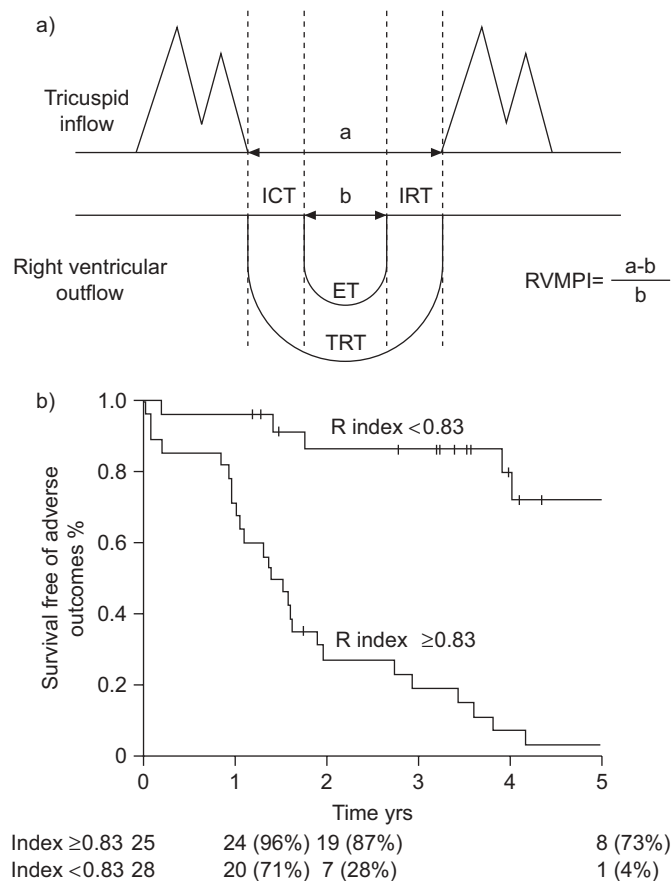 a)
Tricuspid
inflow
a
ICT
b
IRT
Right ventricular
outflow
ET
TRT
RVMPI= a-b
b
b)
1.0
0.8
0.6
0.4
0.2
0
Survival free of adverse
outcomes %
R index <0.83
R index ≥0.83
0 1 2 3 4 5
Time yrs
Index ≥0.83 25 24 (96%) 19 (87%) 8 (73%)
Index <0.83 28 20 (71%) 7 (28%) 1 (4%)